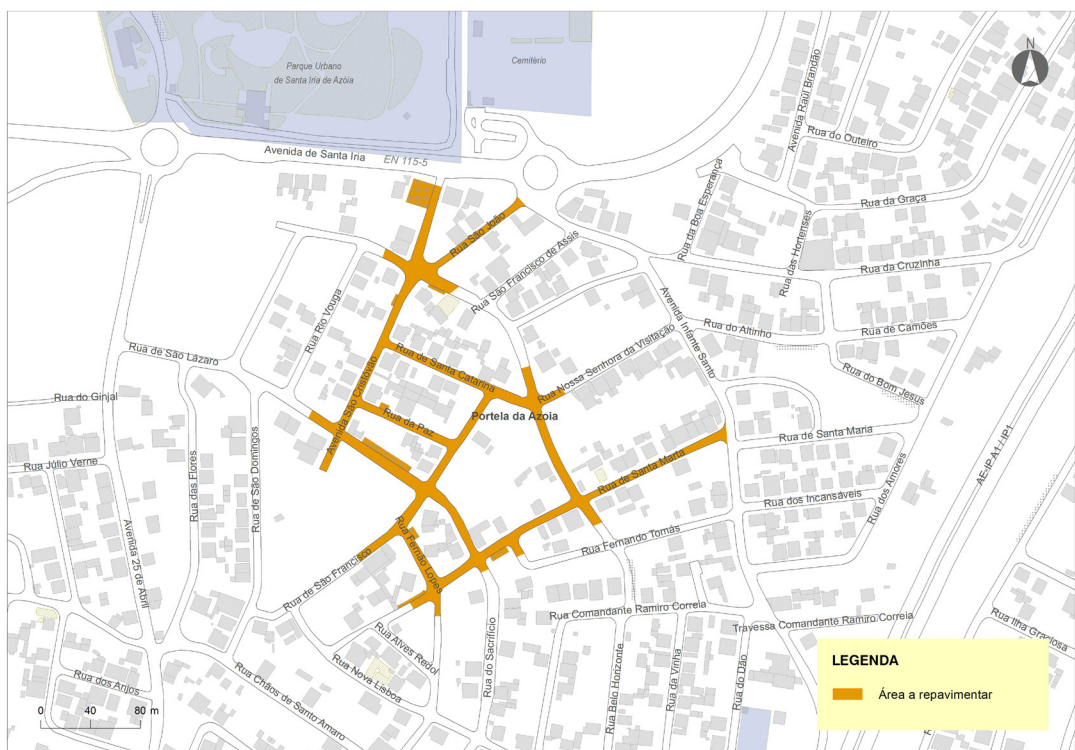 Parque Urbano
de Santa Iria de Azóia
Cemitério
N
Avenida Raúl Brandão
Rua do Outeiro
Avenida de Santa Iria
EN 115-5
Rua da Boa Esperança
Rua da Graça
Rua São João
Rua das Hortenses
Rua São Francisco de Assis
Rua da Cruzinha
Rua Rio Vouga
Avenida Infante Santo
Rua do Altinho
Rua de Camões
Rua de São Lázaro
Rua Nossa Senhora da Visitação
Rua de Santa Catarina
Rua do Bom Jesus
Avenida São Cristovão
Rua do Ginjal
Rua da Paz
Portela da Azoia
Rua de Santa Maria
AE-IP A1 / IP1
Rua Júlio Verne
Rua das Flores
Rua de São Domingos
Rua de Santa Marta
Rua dos Incansáveis
Rua dos Amores
Avenida 25 de Abril
Rua Fernando Tomás
Rua Fernão Lopes
Rua de São Francisco
Rua Comandante Ramiro Correia
Travessa Comandante Ramiro Correia
Rua Ilha Graciosa
Rua Alves Redol
Rua do Sacrifício
Rua Nova Lisboa
Rua Belo Horizonte
Rua da Vinha
Rua do Dão
Rua Chãos de Santo Amaro
Rua dos Anjos
LEGENDA
Área a repavimentar
0 40 80 m